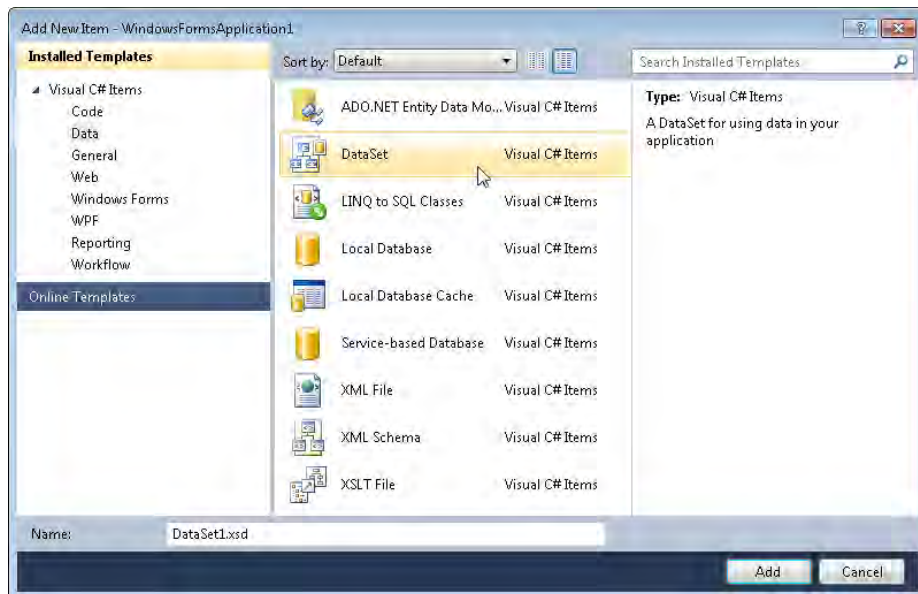 Add New Item - WindowsFormsApplication1
Installed Templates
Visual C# Items
Code
Data
General
Web
Windows Forms
WPF
Reporting
Workflow
Online Templates
Sort by: Default
ADO.NET Entity Data Mo... Visual C# Items
DataSet Visual C# Items
LINQ to SQL Classes Visual C# Items
Local Database Visual C# Items
Local Database Cache Visual C# Items
Service-based Database Visual C# Items
XML File Visual C# Items
XML Schema Visual C# Items
XSLT File Visual C# Items
Search Installed Templates
Type: Visual C# Items
A DataSet for using data in your
application
Name: DataSet1.xsd
Add Cancel